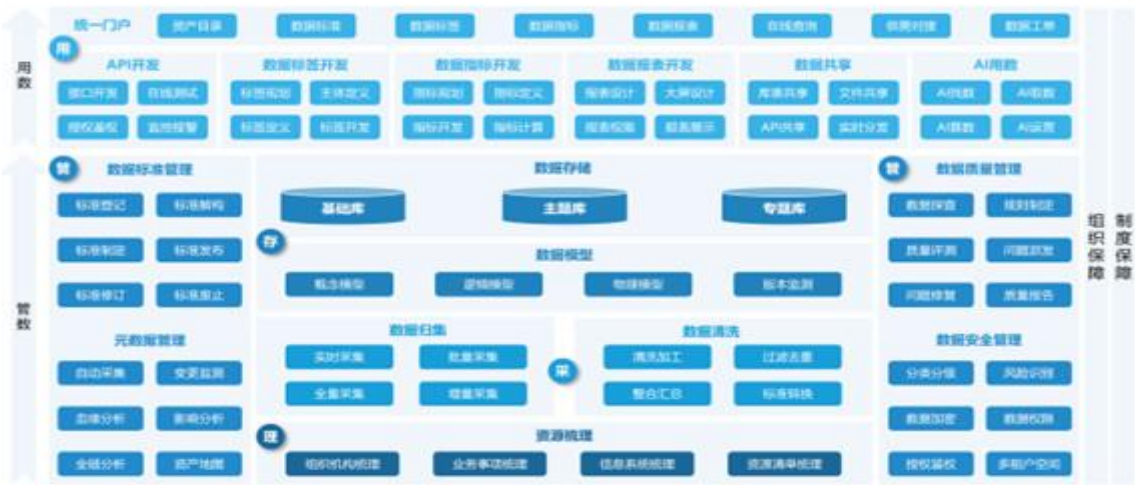 统一门户 资产目录 数据标准 数据标签 数据指标 数据报表 在线查询 供需对接 数据工单
用
用数
API开发 数据标签开发 数据指标开发 数据报表开发 数据共享 AI用数
接口开发 在线测试 标签规划 主体定义 指标规划 指标定义 报表设计 大屏设计 库表共享 文件共享 AI找数 AI取数
授权鉴权 监控报警 标签定义 标签开发 指标开发 指标计算 报表权限 报表展示 API共享 实时分发 AI算数 AI运营
管 数据标准管理 数据存储 管 数据质量管理
标准登记 标准解构 基础库 主题库 专题库 数据探查 规则制定
存
标准制定 标准发布 数据模型 质量评测 问题派发
标准修订 标准废止 概念模型 逻辑模型 物理模型 版本监测 问题修复 质量报告
管数
组织保障 制度保障
元数据管理 数据归集 数据清洗 数据安全管理
自动采集 变更监测 实时采集 批量采集 采 清洗加工 过滤去重 分类分级 风险识别
血缘分析 影响分析 全量采集 增量采集 整合汇总 标准转换 数据加密 数据权限
理 资源梳理
全链分析 资产地图 组织机构梳理 业务事项梳理 信息系统梳理 资源清单梳理 授权鉴权 多租户空间